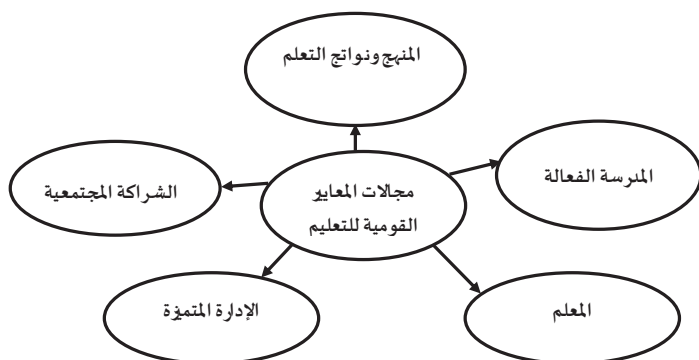 المنهج ونواتج التعلم
المدرسة الفعالة
الشراكة المجتمعية
مجالات المعايير
القومية للتعليم
الإدارة المتميزة
المعلم